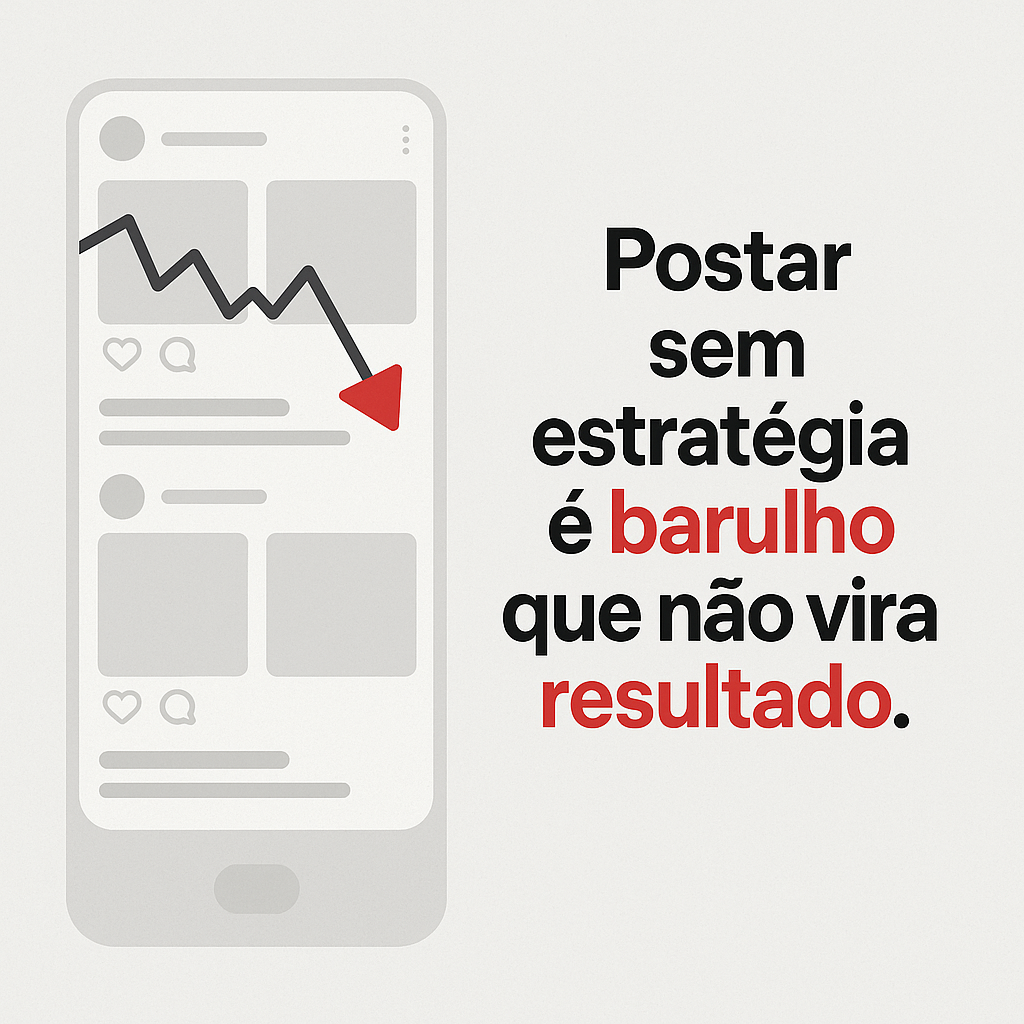 Postar
sem
estratégia
é barulho
que não vira
resultado.